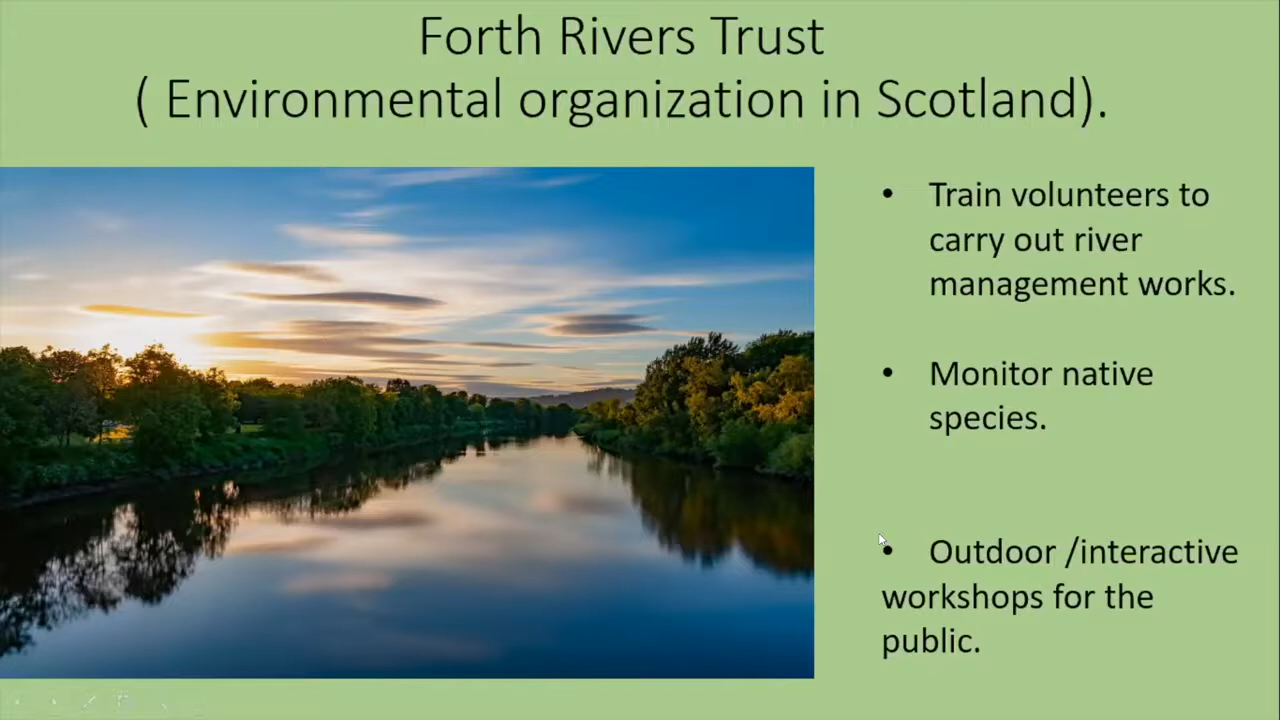 Forth Rivers Trust
( Environmental organization in Scotland).
• Train volunteers to
carry out river
management works.
• Monitor native
species.
• Outdoor /interactive
workshops for the
public.